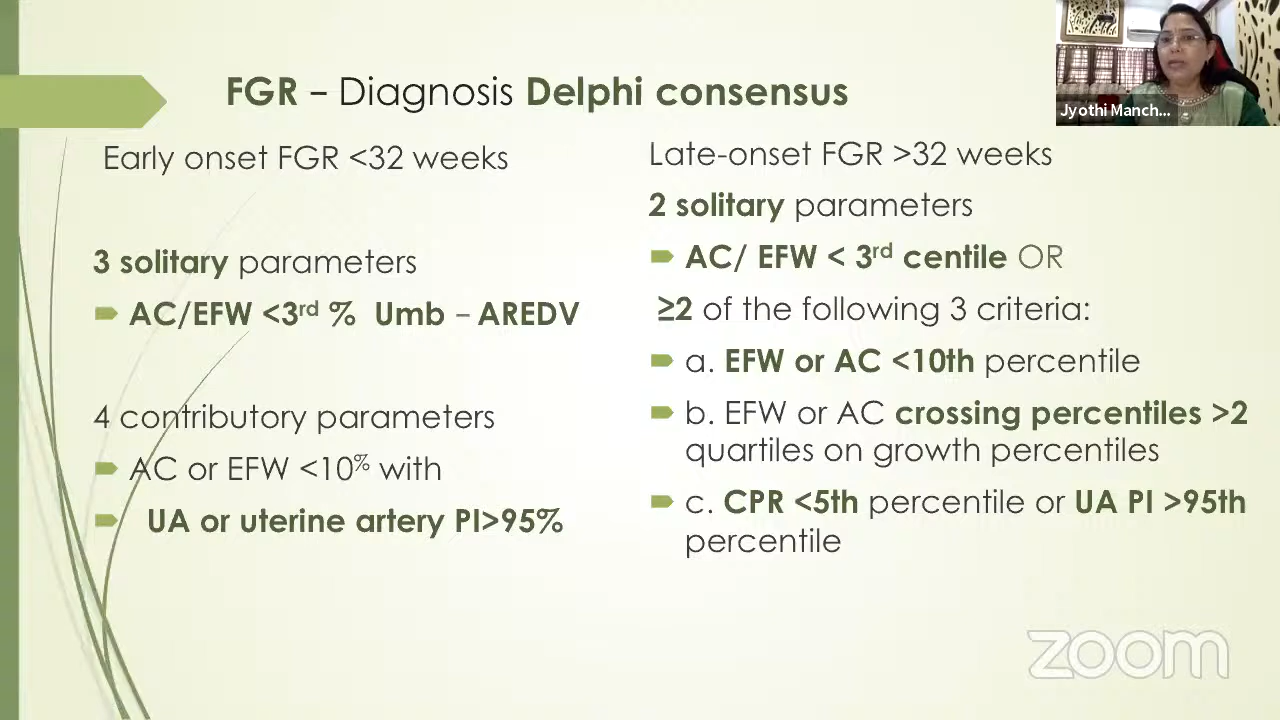 FGR – Diagnosis Delphi consensus
Jyothi Manch...
Early onset FGR <32 weeks
3 solitary parameters
AC/EFW <3rd % Umb – AREDV
4 contributory parameters
AC or EFW <10% with
UA or uterine artery PI>95%
Late-onset FGR >32 weeks
2 solitary parameters
AC/ EFW < 3rd centile OR
≥2 of the following 3 criteria:
a. EFW or AC <10th percentile
b. EFW or AC crossing percentiles >2
quartiles on growth percentiles
c. CPR <5th percentile or UA PI >95th
percentile
zoom